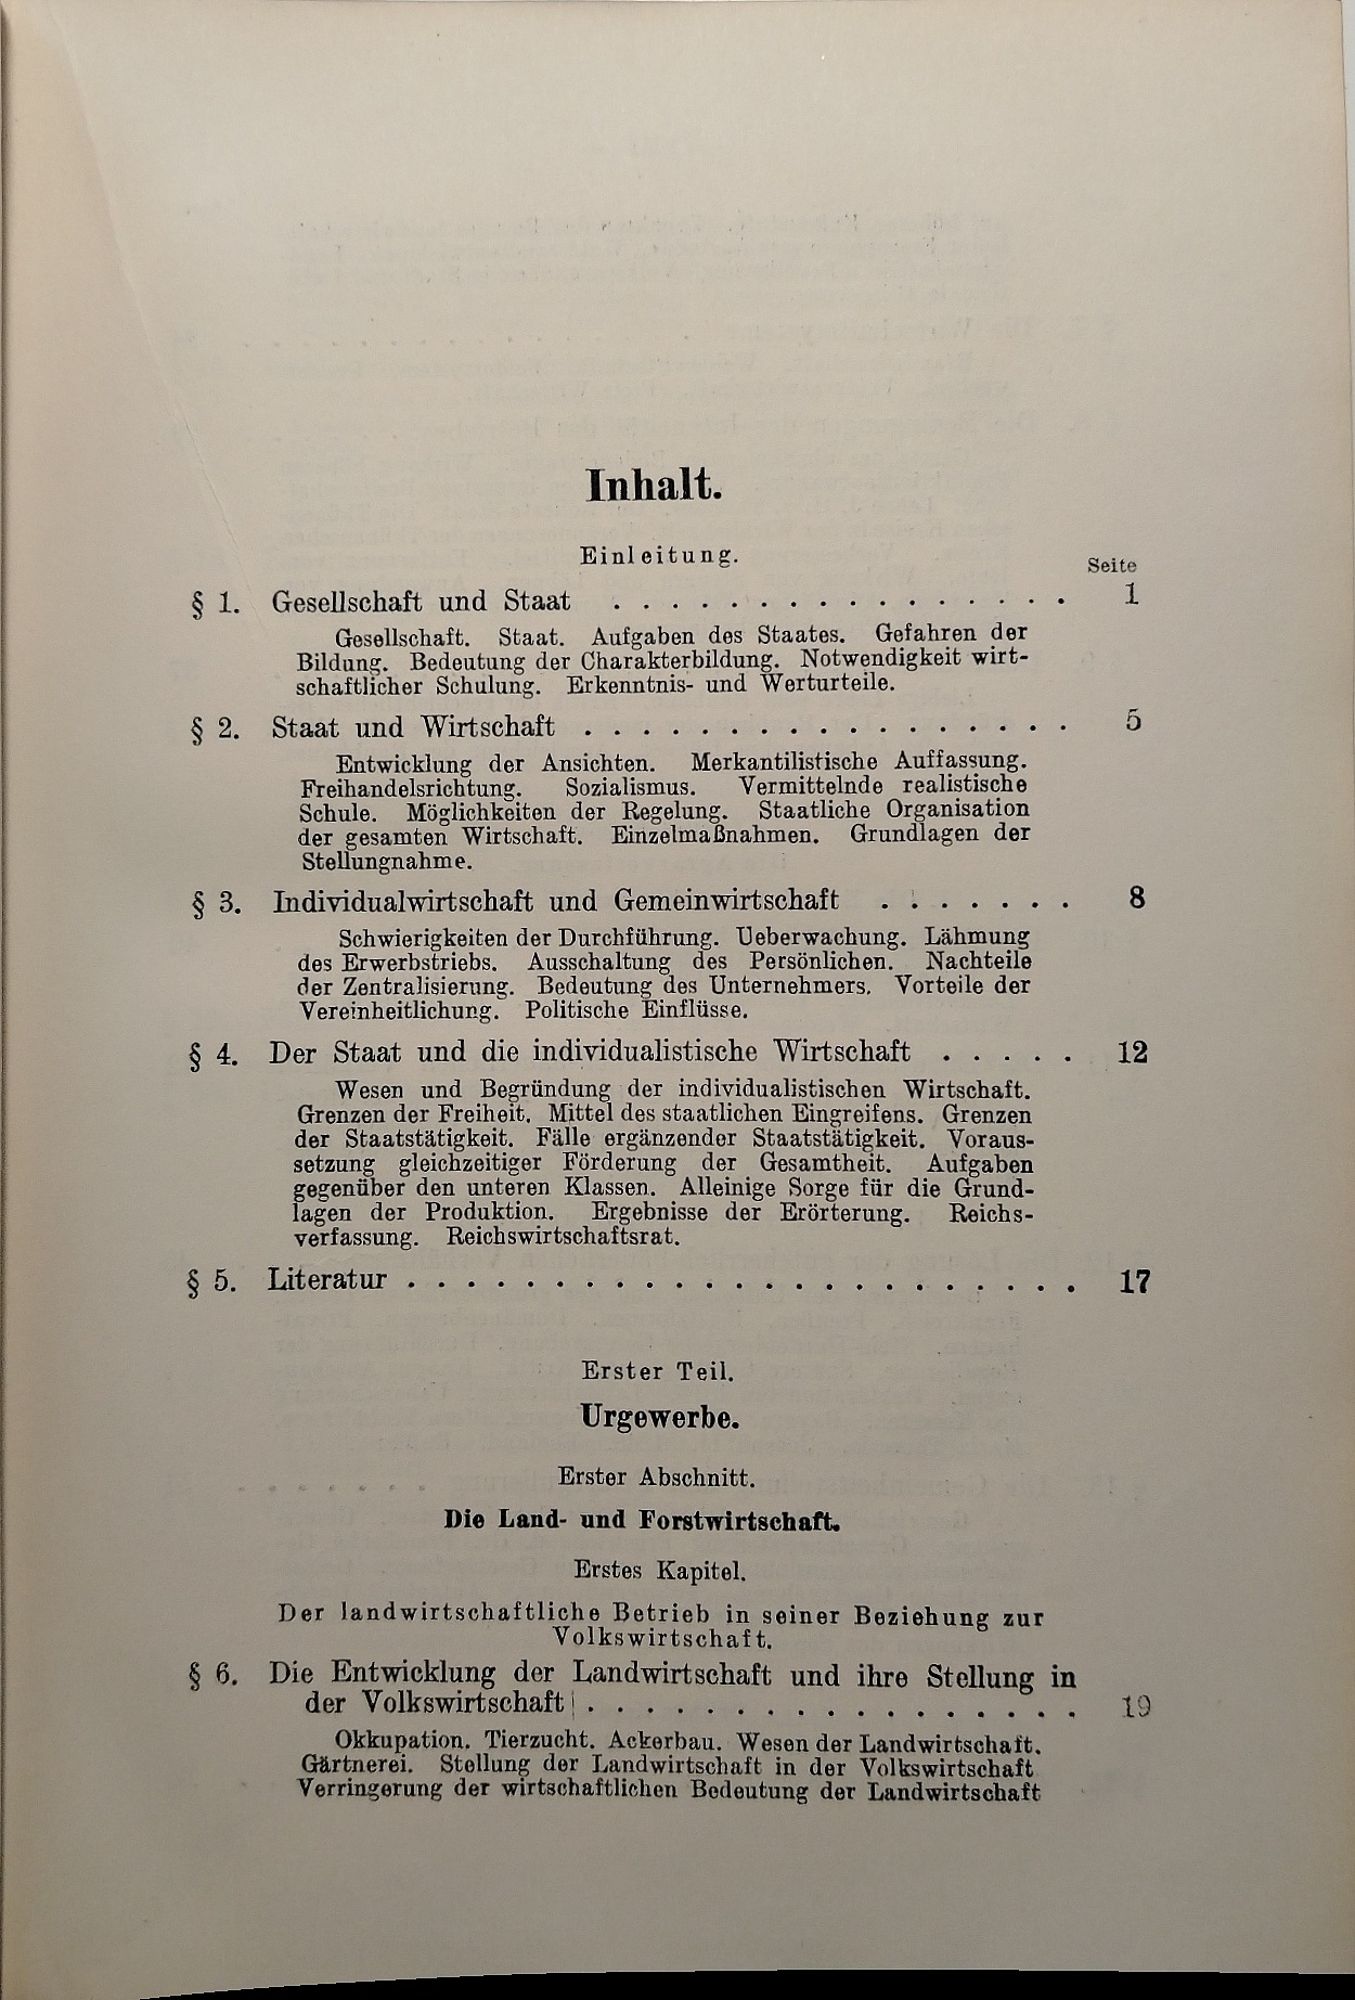 Inhalt.
Einleitung.
Seite
§ 1. Gesellschaft und Staat . . . . . . . . . . . . . . . . 1
Gesellschaft. Staat. Aufgaben des Staates. Gefahren der
Bildung. Bedeutung der Charakterbildung. Notwendigkeit wirt-
schaftlicher Schulung. Erkenntnis- und Werturteile.
§ 2. Staat und Wirtschaft . . . . . . . . . . . . . . . . . 5
Entwicklung der Ansichten. Merkantilistische Auffassung.
Freihandelsrichtung. Sozialismus. Vermittelnde realistische
Schule. Möglichkeiten der Regelung. Staatliche Organisation
der gesamten Wirtschaft. Einzelmaßnahmen. Grundlagen der
Stellungnahme.
§ 3. Individualwirtschaft und Gemeinwirtschaft . . . . . . . 8
Schwierigkeiten der Durchführung. Ueberwachung. Lähmung
des Erwerbstriebs. Ausschaltung des Persönlichen. Nachteile
der Zentralisierung. Bedeutung des Unternehmers. Vorteile der
Vereinheitlichung. Politische Einflüsse.
§ 4. Der Staat und die individualistische Wirtschaft . . . . . 12
Wesen und Begründung der individualistischen Wirtschaft.
Grenzen der Freiheit. Mittel des staatlichen Eingreifens. Grenzen
der Staatstätigkeit. Fälle ergänzender Staatstätigkeit. Voraus-
setzung gleichzeitiger Förderung der Gesamtheit. Aufgaben
gegenüber den unteren Klassen. Alleinige Sorge für die Grund-
lagen der Produktion. Ergebnisse der Erörterung. Reichs-
verfassung. Reichswirtschaftsrat.
§ 5. Literatur . . . . . . . . . . . . . . . . . . . . . . . 17
Erster Teil.
Urgewerbe.
Erster Abschnitt.
Die Land- und Forstwirtschaft.
Erstes Kapitel.
Der landwirtschaftliche Betrieb in seiner Beziehung zur
Volkswirtschaft.
§ 6. Die Entwicklung der Landwirtschaft und ihre Stellung in
der Volkswirtschaft . . . . . . . . . . . . . . . . . 19
Okkupation. Tierzucht. Ackerbau. Wesen der Landwirtschaft.
Gärtnerei. Stellung der Landwirtschaft in der Volkswirtschaft
Verringerung der wirtschaftlichen Bedeutung der Landwirtschaft